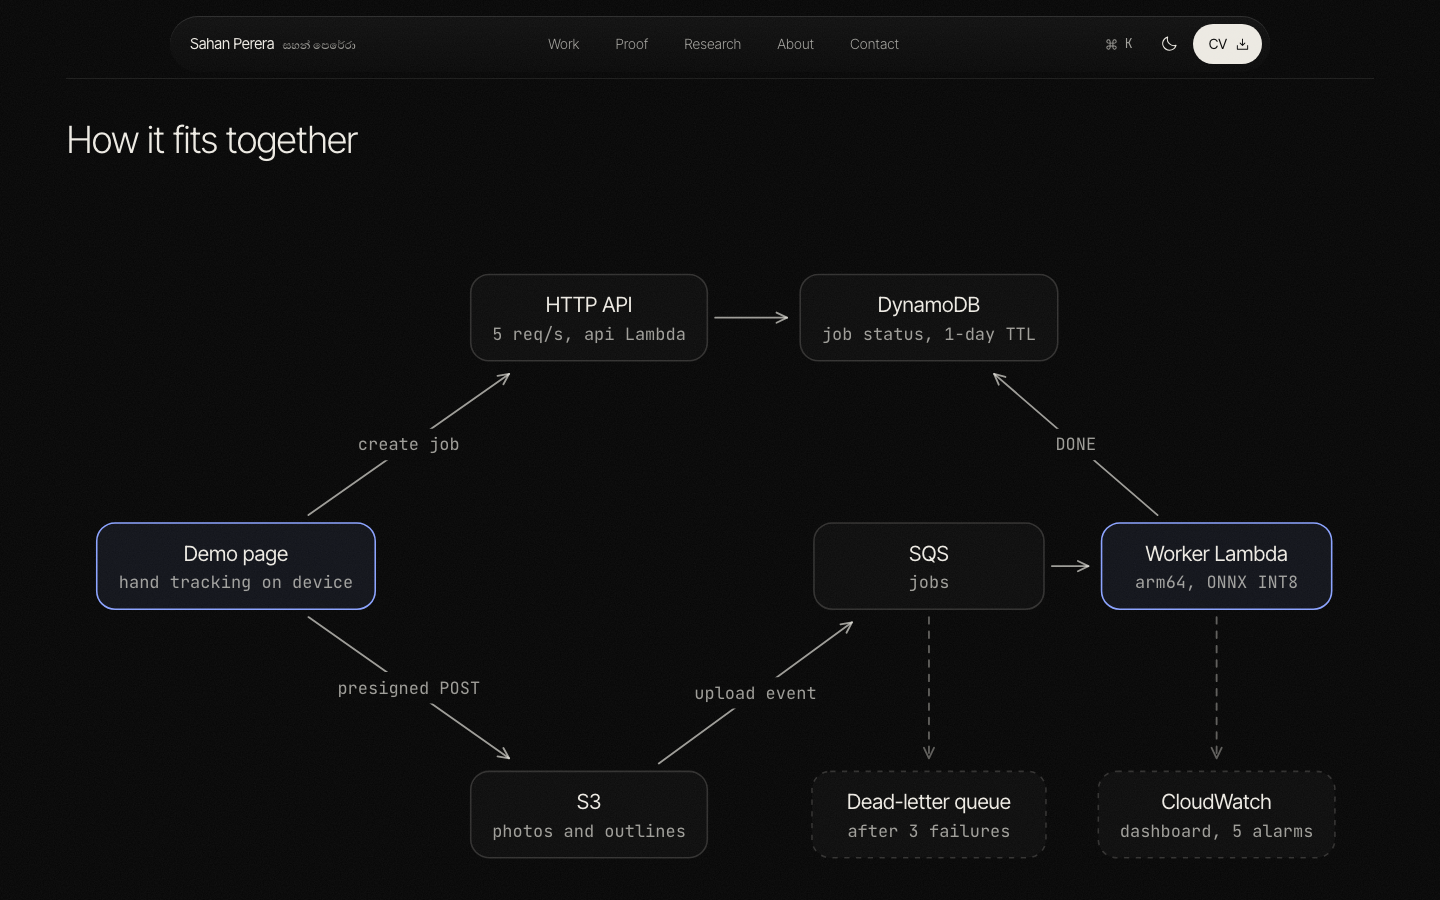 Sahan Perera සහන් පෙරේරා
Work Proof Research About Contact
⌘ K
CV
How it fits together
HTTP API
5 req/s, api Lambda
DynamoDB
job status, 1-day TTL
create job
DONE
Demo page
hand tracking on device
SQS
jobs
Worker Lambda
arm64, ONNX INT8
presigned POST
upload event
S3
photos and outlines
Dead-letter queue
after 3 failures
CloudWatch
dashboard, 5 alarms